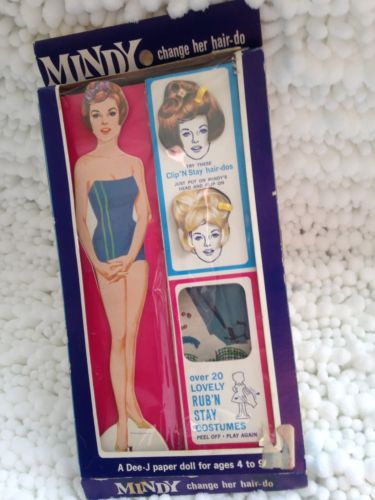 MINDY change her hair-do
TRY THESE
Clip'N Stay hair-dos
JUST PUT ON MINDY'S
HEAD AND CLIP ON
over 20
LOVELY
RUB'N
STAY
COSTUMES
PEEL OFF • PLAY AGAIN
A Dee-J paper doll for ages 4 to 9
MINDY change her hair-do